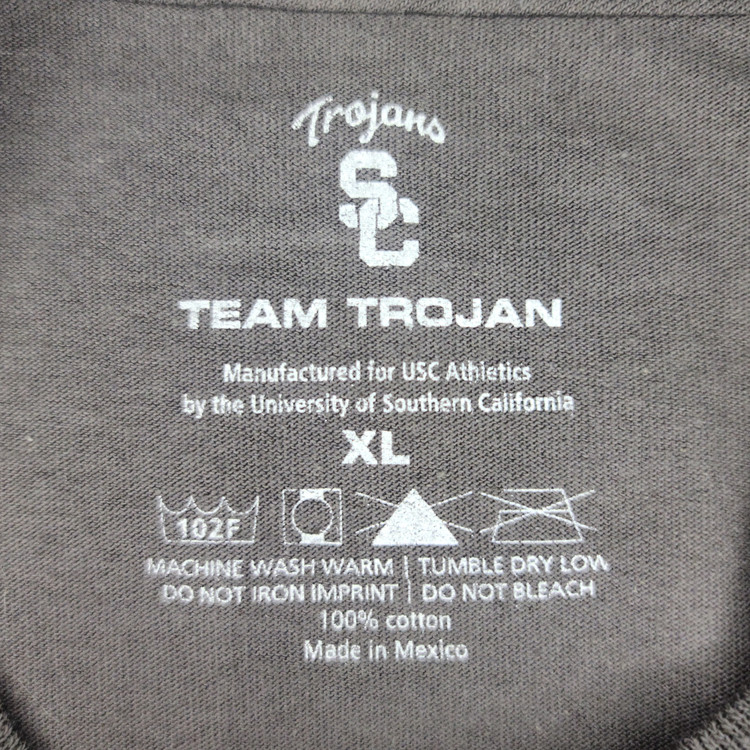 Trojans
SC
TEAM TROJAN
Manufactured for USC Athletics
by the University of Southern California
XL
102F
MACHINE WASH WARM | TUMBLE DRY LOW
DO NOT IRON IMPRINT | DO NOT BLEACH
100% cotton
Made in Mexico